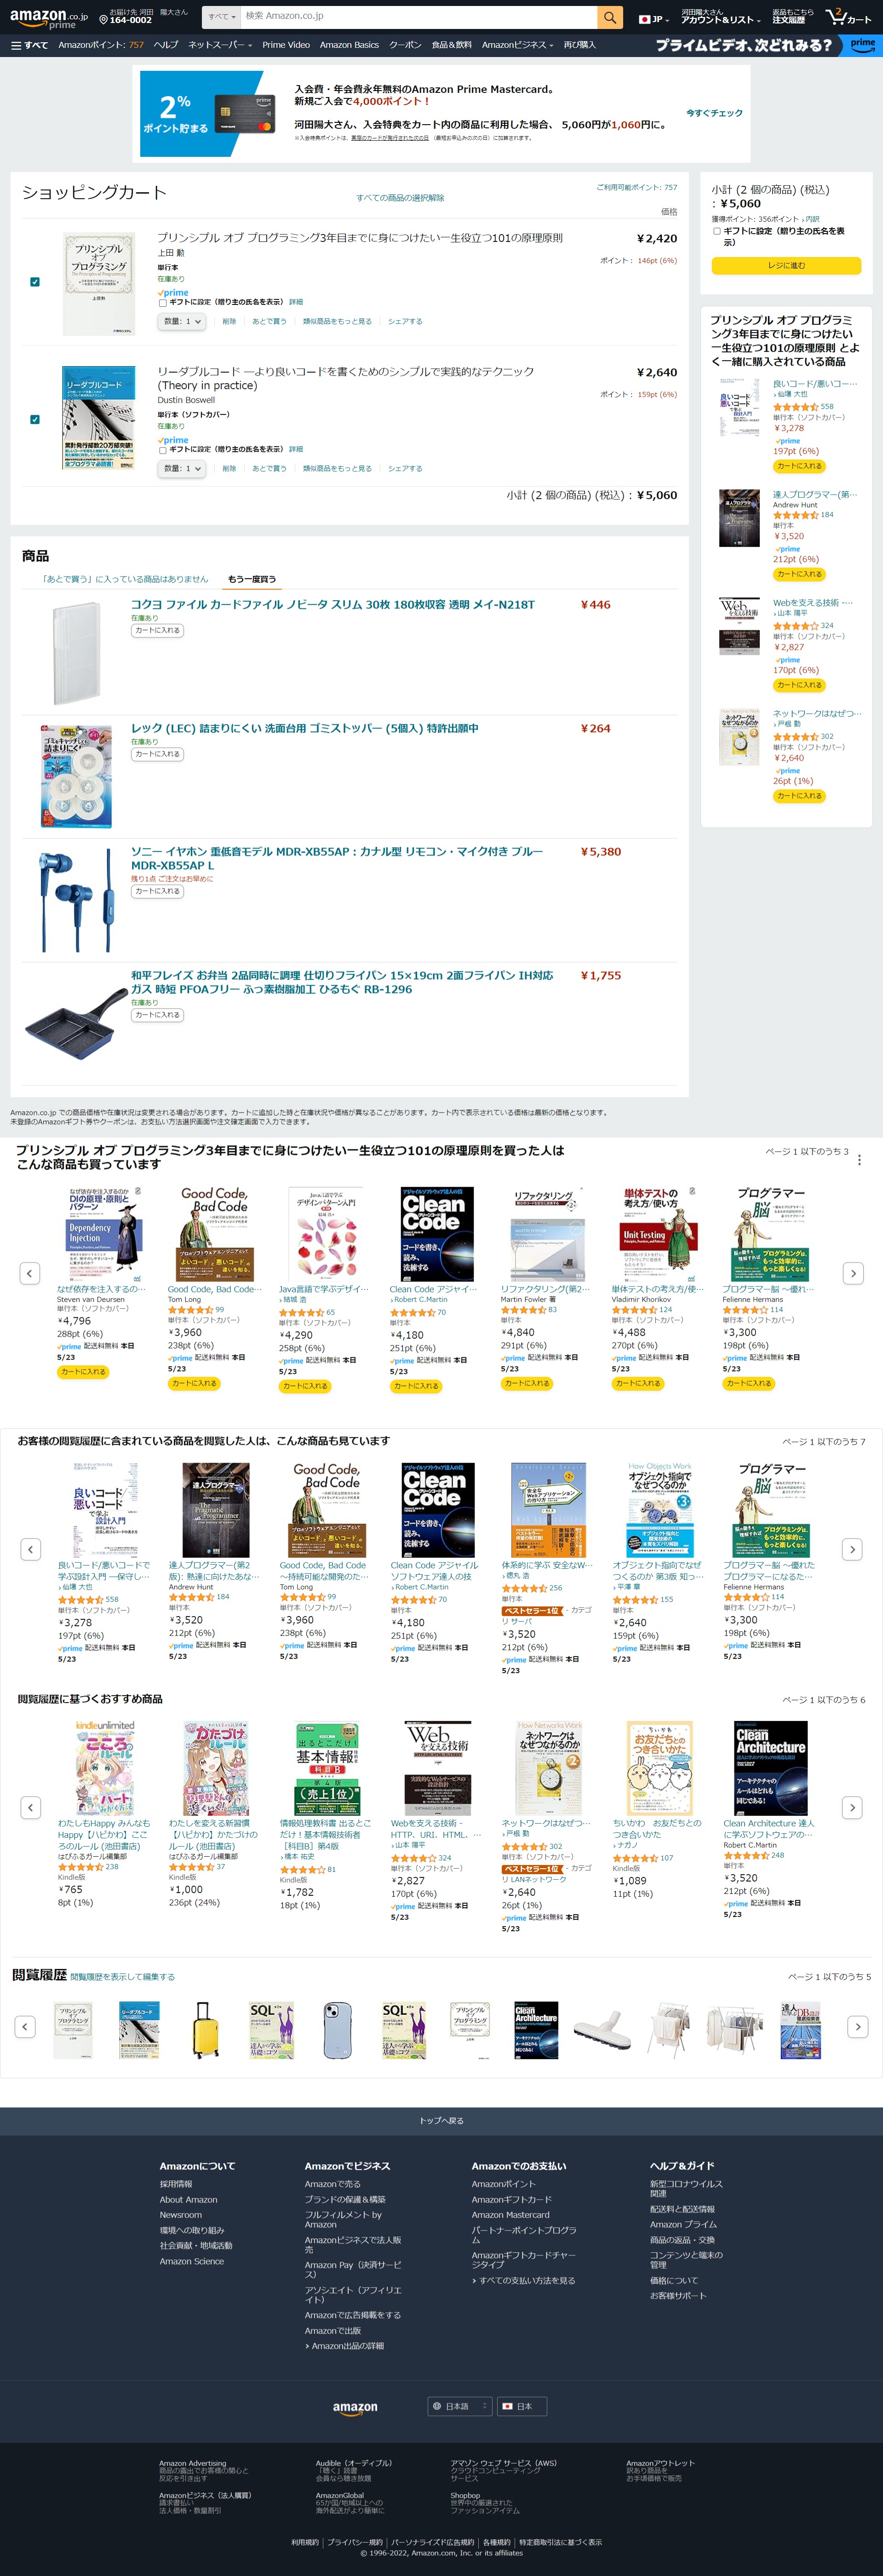 amazon.co.jp
prime
お届け先 河田 陽大さん
164-0002
すべて
検索 Amazon.co.jp
JP
河田陽大さん
アカウント&リスト
返品もこちら
注文履歴
2
カート
すべて
Amazonポイント: 757
ヘルプ
ネットスーパー
Prime Video
Amazon Basics
クーポン
食品&飲料
Amazonビジネス
再び購入
プライムビデオ、次どれみる?
prime
2%
ポイント貯まる
入会費・年会費永年無料のAmazon Prime Mastercard。
新規ご入会で4,000ポイント!
河田陽大さん、入会特典をカート内の商品に利用した場合、 5,060円が1,060円に。
今すぐチェック
ショッピングカート
すべての商品の選択解除
ご利用可能ポイント: 757
価格
プリンシプル オブ プログラミング3年目までに身につけたい一生役立つ101の原理原則
¥2,420
上田 勲
ポイント: 146pt (6%)
単行本
在庫あり
prime
ギフトに設定(贈り主の氏名を表示) 詳細
数量: 1
削除
あとで買う
類似商品をもっと見る
シェアする
リーダブルコード ―より良いコードを書くためのシンプルで実践的なテクニック
(Theory in practice)
¥2,640
Dustin Boswell
ポイント: 159pt (6%)
単行本(ソフトカバー)
在庫あり
prime
ギフトに設定(贈り主の氏名を表示) 詳細
数量: 1
削除
あとで買う
類似商品をもっと見る
シェアする
小計 (2 個の商品) (税込) : ¥5,060
小計 (2 個の商品) (税込)
: ¥5,060
獲得ポイント: 356ポイント › 内訳
ギフトに設定(贈り主の氏名を表
示)
レジに進む
プリンシプル オブ プログラミ
ング3年目までに身につけたい
一生役立つ101の原理原則 とよ
く一緒に購入されている商品
良いコード/悪いコー…
› 仙塲 大也
558
単行本(ソフトカバー)
¥3,278
prime
197pt (6%)
カートに入れる
達人プログラマー(第…
Andrew Hunt
184
単行本
¥3,520
prime
212pt (6%)
カートに入れる
Webを支える技術 -…
› 山本 陽平
324
単行本(ソフトカバー)
¥2,827
prime
170pt (6%)
カートに入れる
ネットワークはなぜつ…
› 戸根 勤
302
単行本(ソフトカバー)
¥2,640
prime
26pt (1%)
カートに入れる
商品
「あとで買う」に入っている商品はありません
もう一度買う
コクヨ ファイル カードファイル ノビータ スリム 30枚 180枚収容 透明 メイ-N218T
¥446
在庫あり
カートに入れる
レック (LEC) 詰まりにくい 洗面台用 ゴミストッパー (5個入) 特許出願中
¥264
在庫あり
カートに入れる
ソニー イヤホン 重低音モデル MDR-XB55AP : カナル型 リモコン・マイク付き ブルー
MDR-XB55AP L
¥5,380
残り1点 ご注文はお早めに
カートに入れる
和平フレイズ お弁当 2品同時に調理 仕切りフライパン 15×19cm 2面フライパン IH対応
ガス 時短 PFOAフリー ふっ素樹脂加工 ひるもぐ RB-1296
¥1,755
在庫あり
カートに入れる
Amazon.co.jp での商品価格や在庫状況は変更される場合があります。カートに追加した時と在庫状況や価格が異なることがあります。カート内で表示されている価格は最新の価格となります。
未登録のAmazonギフト券やクーポンは、お支払い方法選択画面や注文確定画面で入力できます。
プリンシプル オブ プログラミング3年目までに身につけたい一生役立つ101の原理原則を買った人は
こんな商品も買っています
ページ 1 以下のうち 3
なぜ依存を注入するの…
Steven van Deursen
単行本(ソフトカバー)
¥4,796
288pt (6%)
prime 配送料無料 本日
5/23
カートに入れる
Good Code, Bad Code…
Tom Long
99
単行本(ソフトカバー)
¥3,960
238pt (6%)
prime 配送料無料 本日
5/23
カートに入れる
Java言語で学ぶデザイ…
› 結城 浩
65
単行本(ソフトカバー)
¥4,290
258pt (6%)
prime 配送料無料 本日
5/23
カートに入れる
Clean Code アジャイ…
› Robert C.Martin
70
単行本
¥4,180
251pt (6%)
prime 配送料無料 本日
5/23
カートに入れる
リファクタリング(第2…
Martin Fowler 著
83
単行本
¥4,840
291pt (6%)
prime 配送料無料 本日
5/23
カートに入れる
単体テストの考え方/使…
Vladimir Khorikov
124
単行本(ソフトカバー)
¥4,488
270pt (6%)
prime 配送料無料 本日
5/23
カートに入れる
プログラマー脳 ～優れ…
Felienne Hermans
114
単行本(ソフトカバー)
¥3,300
198pt (6%)
prime 配送料無料 本日
5/23
カートに入れる
お客様の閲覧履歴に含まれている商品を閲覧した人は、こんな商品も見ています
ページ 1 以下のうち 7
良いコード/悪いコードで
学ぶ設計入門 ―保守し…
› 仙塲 大也
558
単行本(ソフトカバー)
¥3,278
197pt (6%)
prime 配送料無料 本日
5/23
達人プログラマー(第2
版): 熟達に向けたあな…
Andrew Hunt
184
単行本
¥3,520
212pt (6%)
prime 配送料無料 本日
5/23
Good Code, Bad Code
～持続可能な開発のた…
Tom Long
99
単行本(ソフトカバー)
¥3,960
238pt (6%)
prime 配送料無料 本日
5/23
Clean Code アジャイル
ソフトウェア達人の技
› Robert C.Martin
70
単行本
¥4,180
251pt (6%)
prime 配送料無料 本日
5/23
体系的に学ぶ 安全なW…
› 徳丸 浩
256
単行本
ベストセラー1位 - カテゴ
リ サーバ
¥3,520
212pt (6%)
prime 配送料無料 本日
5/23
オブジェクト指向でなぜ
つくるのか 第3版 知っ…
› 平澤 章
155
単行本
¥2,640
159pt (6%)
prime 配送料無料 本日
5/23
プログラマー脳 ～優れた
プログラマーになるた…
Felienne Hermans
114
単行本(ソフトカバー)
¥3,300
198pt (6%)
prime 配送料無料 本日
5/23
閲覧履歴に基づくおすすめ商品
ページ 1 以下のうち 6
わたしもHappy みんなも
Happy【ハピかわ】ここ
ろのルール (池田書店)
はぴふるガール編集部
238
Kindle版
¥765
8pt (1%)
わたしを変える新習慣
【ハピかわ】かたづけの
ルール (池田書店)
はぴふるガール編集部
37
Kindle版
¥1,000
236pt (24%)
情報処理教科書 出るとこ
だけ!基本情報技術者
[科目B] 第4版
› 橋本 祐史
81
Kindle版
¥1,782
18pt (1%)
Webを支える技術 -
HTTP、URI、HTML、…
› 山本 陽平
324
単行本(ソフトカバー)
¥2,827
170pt (6%)
prime 配送料無料 本日
5/23
ネットワークはなぜつ…
› 戸根 勤
302
単行本(ソフトカバー)
ベストセラー1位 - カテゴ
リ LANネットワーク
¥2,640
26pt (1%)
prime 配送料無料 本日
5/23
ちいかわ お友だちとの
つき合いかた
› ナガノ
107
Kindle版
¥1,089
11pt (1%)
Clean Architecture 達人
に学ぶソフトウェアの…
Robert C.Martin
248
単行本
¥3,520
212pt (6%)
prime 配送料無料 本日
5/23
閲覧履歴 閲覧履歴を表示して編集する
ページ 1 以下のうち 5
トップへ戻る
Amazonについて
採用情報
About Amazon
Newsroom
環境への取り組み
社会貢献・地域活動
Amazon Science
Amazonでビジネス
Amazonで売る
ブランドの保護&構築
フルフィルメント by
Amazon
Amazonビジネスで法人販
売
Amazon Pay(決済サービ
ス)
アソシエイト(アフィリエ
イト)
Amazonで広告掲載をする
Amazonで出版
› Amazon出品の詳細
Amazonでのお支払い
Amazonポイント
Amazonギフトカード
Amazon Mastercard
パートナーポイントプログラ
ム
Amazonギフトカードチャー
ジタイプ
› すべての支払い方法を見る
ヘルプ&ガイド
新型コロナウイルス
関連
配送料と配送情報
Amazon プライム
商品の返品・交換
コンテンツと端末の
管理
価格について
お客様サポート
amazon
日本語
日本
Amazon Advertising
商品の露出でお客様の関心と
反応を引き出す
Audible(オーディブル)
「聴く」読書
会員なら聴き放題
アマゾン ウェブ サービス(AWS)
クラウドコンピューティング
サービス
Amazonアウトレット
訳あり商品を
お手頃価格で販売
Amazonビジネス(法人購買)
請求書払い
法人価格・数量割引
AmazonGlobal
65か国/地域以上への
海外配送がより簡単に
Shopbop
世界中の厳選された
ファッションアイテム
利用規約
プライバシー規約
パーソナライズド広告規約
各種規約
特定商取引法に基づく表示
© 1996-2022, Amazon.com, Inc. or its affiliates